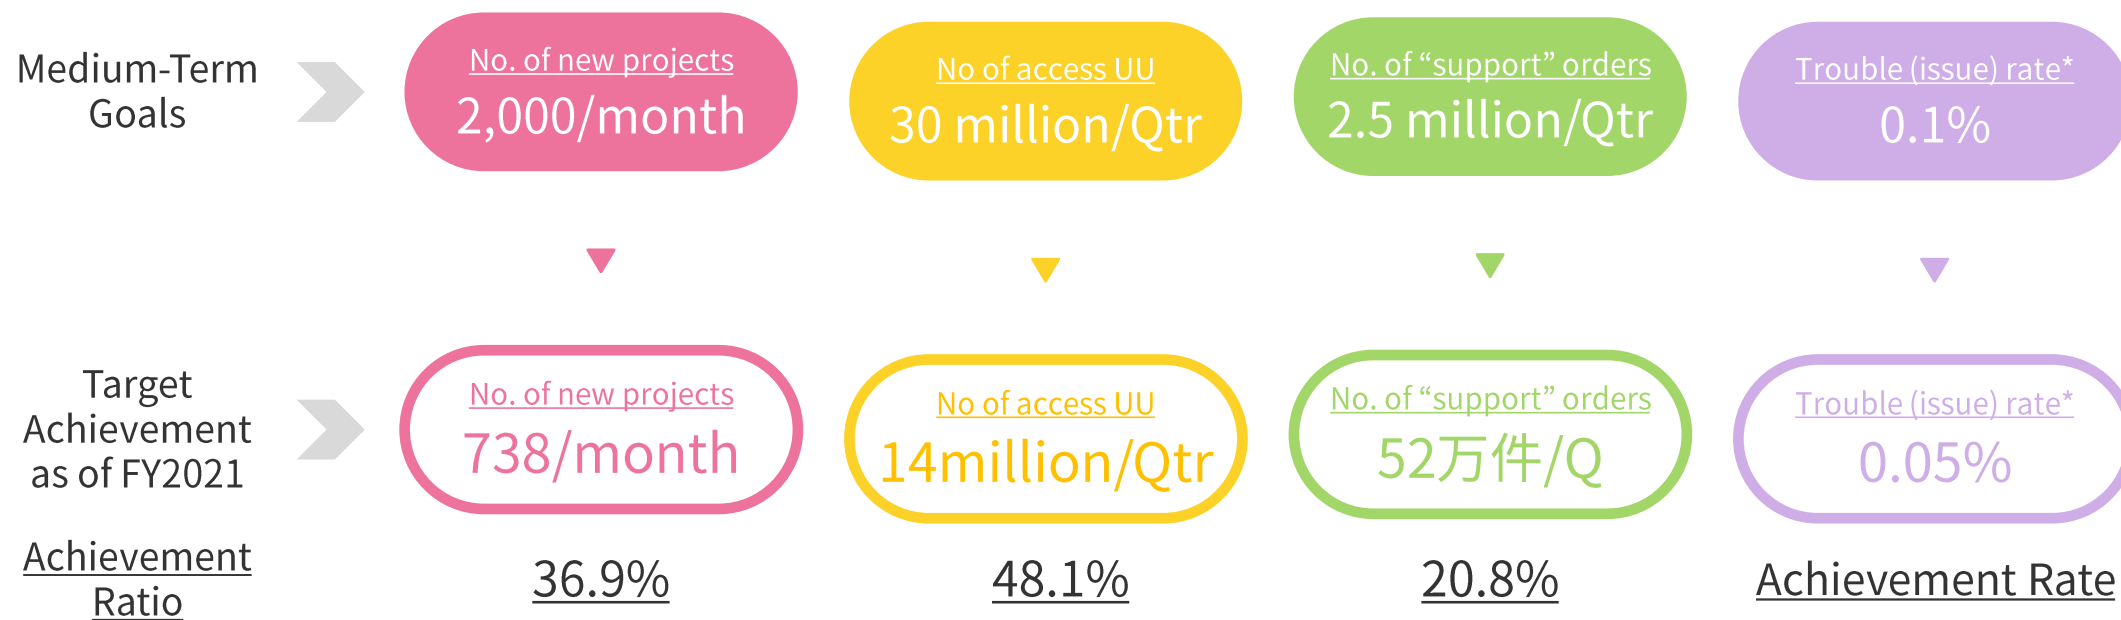 Medium-Term
Goals
No. of new projects
2,000/month
No of access UU
30 million/Qtr
No. of “support” orders
2.5 million/Qtr
Trouble (issue) rate*
0.1%
Target
Achievement
as of FY2021
No. of new projects
738/month
No of access UU
14million/Qtr
No. of “support” orders
52万件/Q
Trouble (issue) rate*
0.05%
Achievement
Ratio
36.9%
48.1%
20.8%
Achievement Rate